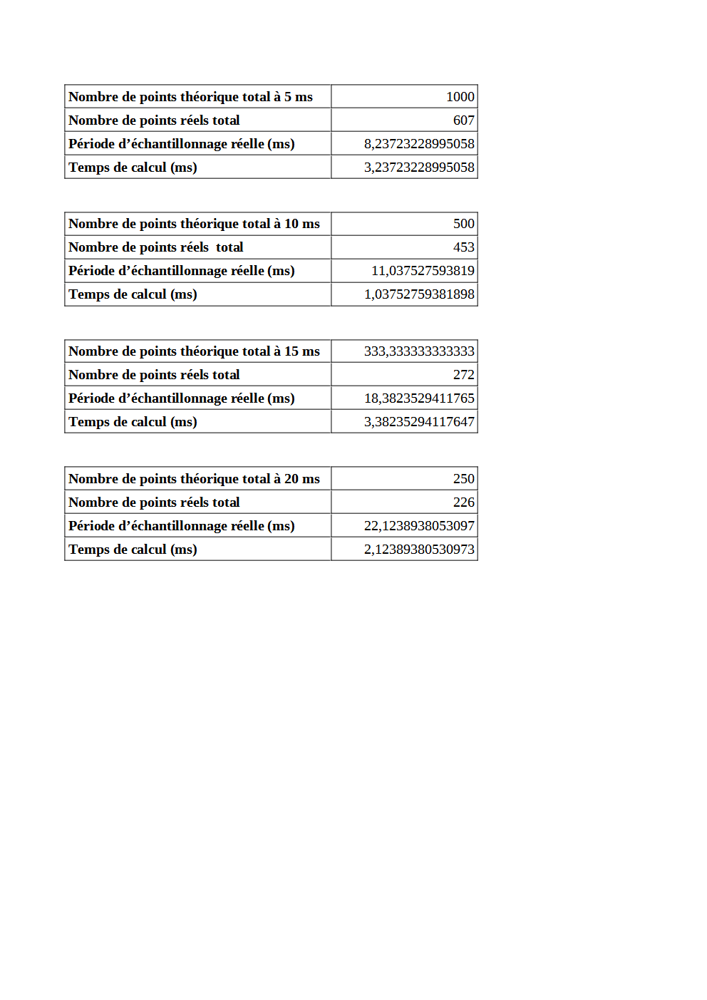 Nombre de points théorique total à 5 ms 1000
Nombre de points réels total 607
Période d’échantillonnage réelle (ms) 8,23723228995058
Temps de calcul (ms) 3,23723228995058
Nombre de points théorique total à 10 ms 500
Nombre de points réels  total 453
Période d’échantillonnage réelle (ms) 11,037527593819
Temps de calcul (ms) 1,03752759381898
Nombre de points théorique total à 15 ms 333,333333333333
Nombre de points réels total 272
Période d’échantillonnage réelle (ms) 18,3823529411765
Temps de calcul (ms) 3,38235294117647
Nombre de points théorique total à 20 ms 250
Nombre de points réels total 226
Période d’échantillonnage réelle (ms) 22,1238938053097
Temps de calcul (ms) 2,12389380530973